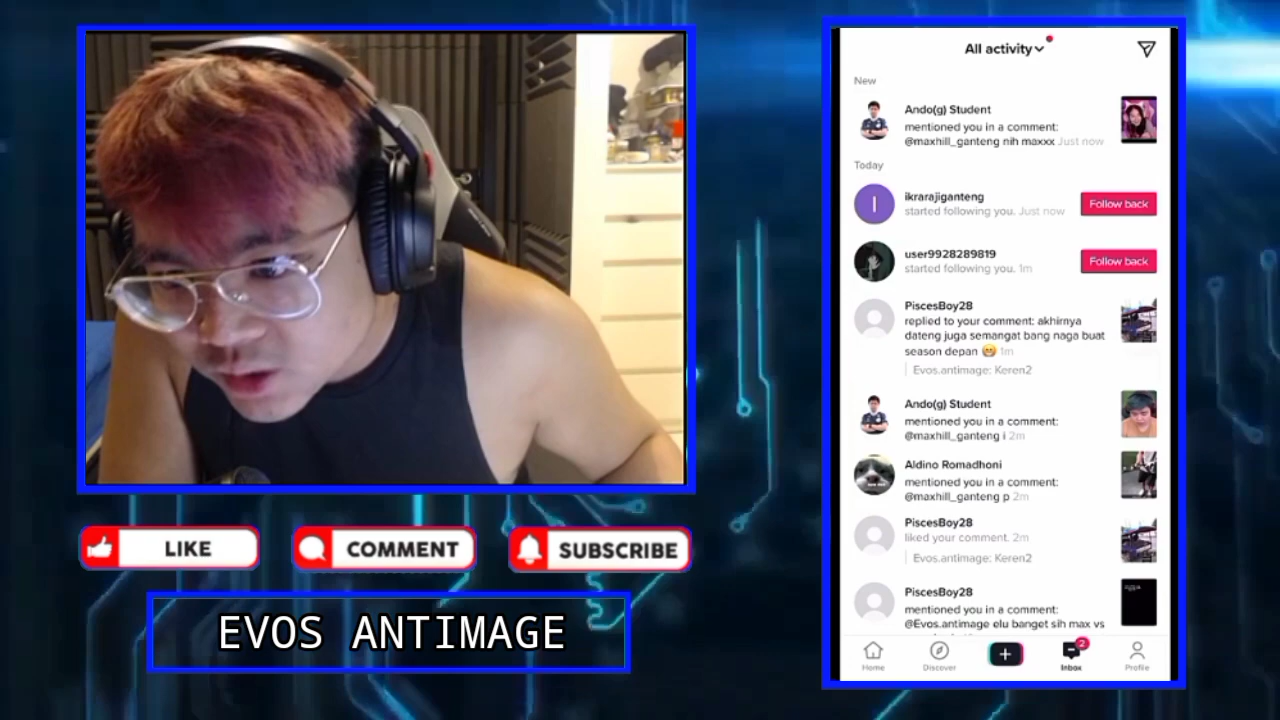 LIKE
COMMENT
SUBSCRIBE
EVOS ANTIMAGE
All activity
New
Ando(g) Student
mentioned you in a comment:
@maxhill_ganteng nih maxxx Just now
Today
I
ikrarajiganteng
started following you. Just now
Follow back
user9928289819
started following you. 1m
Follow back
PiscesBoy28
replied to your comment: akhirnya
dateng juga semangat bang naga buat
season depan 😁 1m
Evos.antimage: Keren2
Ando(g) Student
mentioned you in a comment:
@maxhill_ganteng i 2m
Aldino Romadhoni
mentioned you in a comment:
@maxhill_ganteng p 2m
PiscesBoy28
liked your comment. 2m
Evos.antimage: Keren2
PiscesBoy28
mentioned you in a comment:
@Evos.antimage elu banget sih max vs
Home
Discover
2
Inbox
Profile